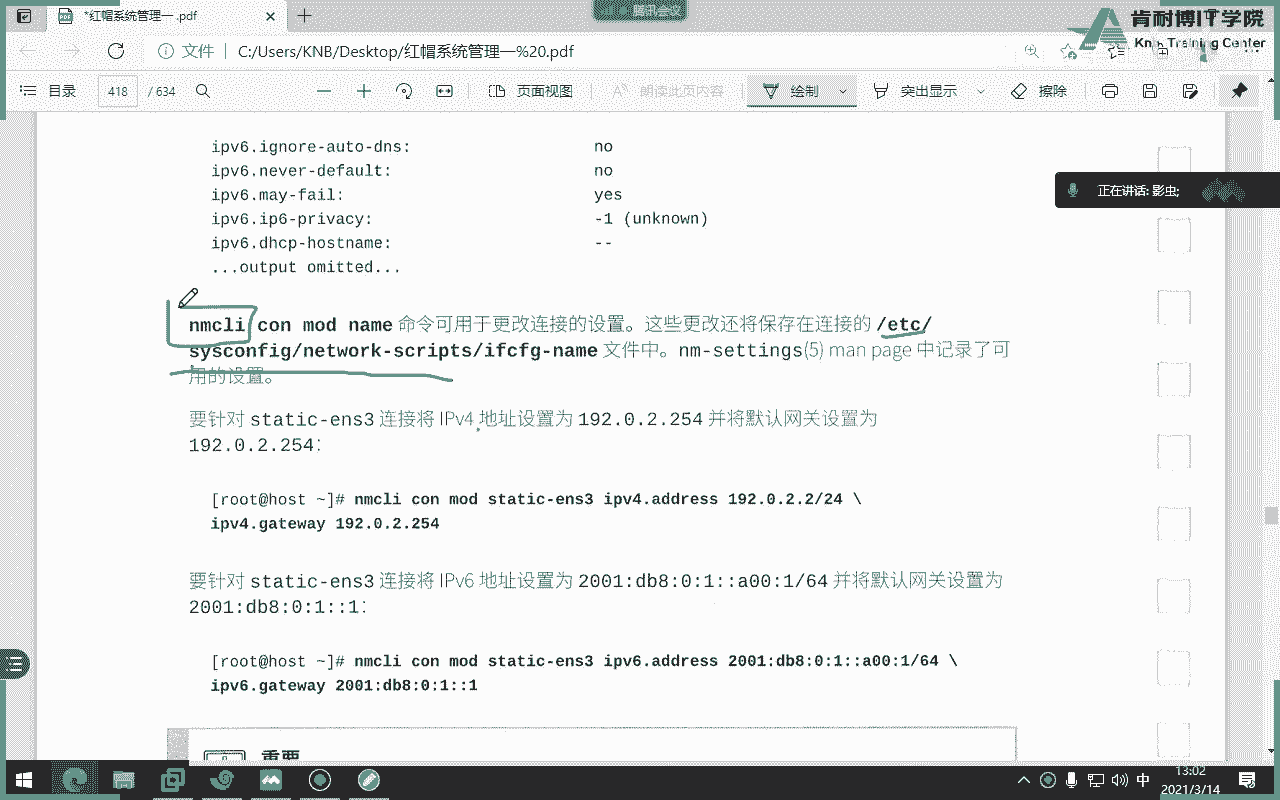 *红帽系统管理一 .pdf
腾讯会议
肯耐博IT学院
KnB Training Center
文件 C:/Users/KNB/Desktop/红帽系统管理一%20.pdf
目录 418 / 634 页面视图 朗读此页内容 绘制 突出显示 擦除
正在讲话: 影虫;
ipv6.ignore-auto-dns: no
ipv6.never-default: no
ipv6.may-fail: yes
ipv6.ip6-privacy: -1 (unknown)
ipv6.dhcp-hostname: --
...output omitted...
nmcli con mod name 命令可用于更改连接的设置。这些更改还将保存在连接的 /etc/
sysconfig/network-scripts/ifcfg-name 文件中。nm-settings(5) man page 中记录了可
用的设置。
要针对 static-ens3 连接将 IPv4 地址设置为 192.0.2.254 并将默认网关设置为
192.0.2.254:
[root@host ~]# nmcli con mod static-ens3 ipv4.address 192.0.2.2/24 \
ipv4.gateway 192.0.2.254
要针对 static-ens3 连接将 IPv6 地址设置为 2001:db8:0:1::a00:1/64 并将默认网关设置为
2001:db8:0:1::1:
[root@host ~]# nmcli con mod static-ens3 ipv6.address 2001:db8:0:1::a00:1/64 \
ipv6.gateway 2001:db8:0:1::1
重要
中
13:02
2021/3/14